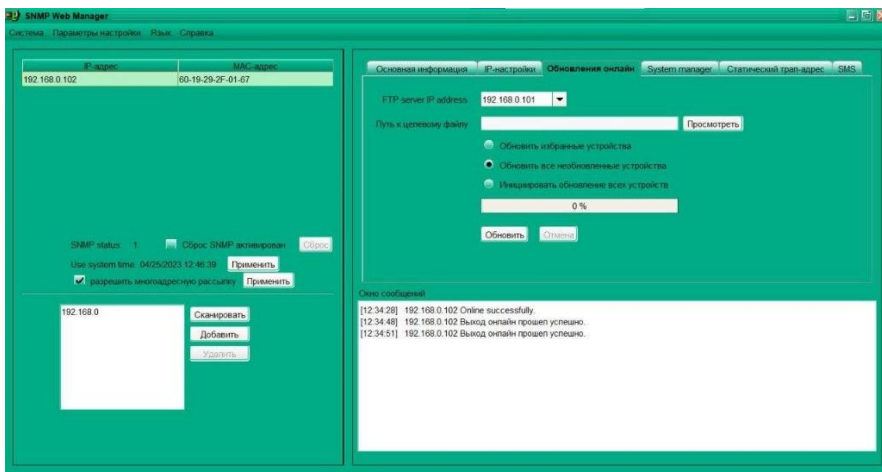 SNMP Web Manager
Система Параметры настройки Язык Справка
IP-адрес MAC-адрес
192.168.0.102 60-19-29-2F-01-67
SNMP status: 1 Сброс SNMP активирован Сброс
Use system time: 04/25/2023 12:46:39 Применить
разрешить многоадресную рассылку Применить
192.168.0
Сканировать
Добавить
Удалить
Основная информация IP-настройки Обновления онлайн System manager Статический трап-адрес SMS
FTP server IP address 192.168.0.101
Путь к целевому файлу Просмотреть
Обновить избранные устройства
Обновить все необновленные устройства
Инициировать обновление всех устройств
0 %
Обновить Отмена
Окно сообщений
[12:34:28] 192.168.0.102 Online successfully.
[12:34:48] 192.168.0.102 Выход онлайн прошел успешно.
[12:34:51] 192.168.0.102 Выход онлайн прошел успешно.